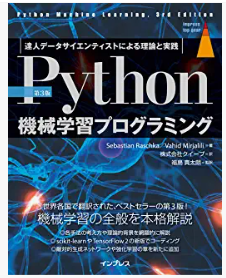 Python Machine Learning, 3rd Edition
impress
top gear
達人データサイエンティストによる理論と実践
第3版
Python
機械学習プログラミング
Sebastian Raschka、Vahid Mirjalili=著
株式会社クイープ=訳
福島 真太朗=監訳
世界各国で翻訳された、ベストセラーの第3版!
機械学習の全般を本格解説
◎各手法の考え方や理論的背景を網羅的に解説
◎scikit-learnやTensorFlow 2の新版でコーディング
◎敵対的生成ネットワークや強化学習の章を新たに追加
インプレス